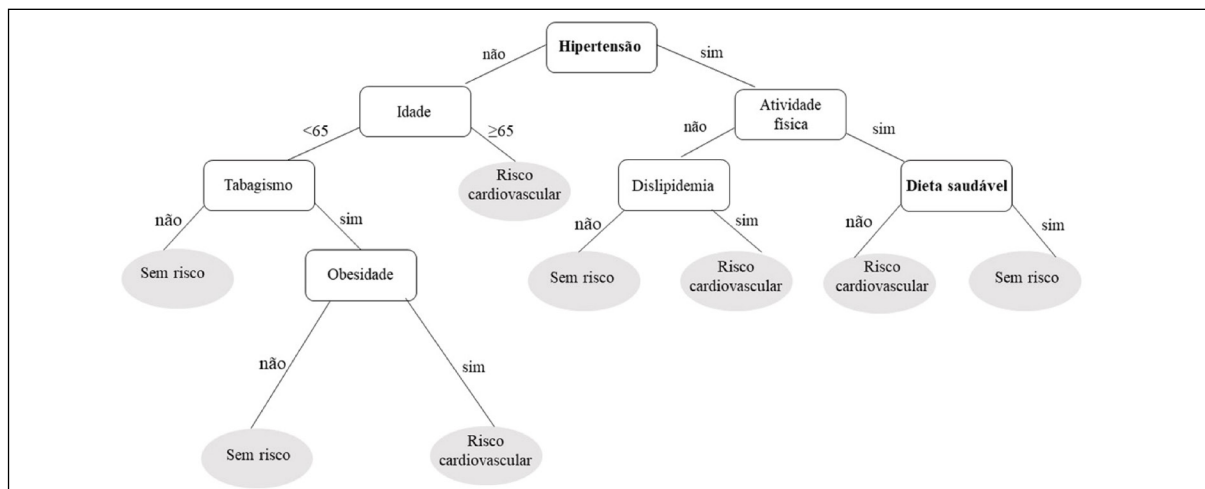 Hipertensão
não
sim
Idade
Atividade
física
<65
≥65
não
sim
Tabagismo
Risco
cardiovascular
Dislipidemia
Dieta saudável
não
sim
não
sim
não
sim
Sem risco
Obesidade
Sem risco
Risco
cardiovascular
Risco
cardiovascular
Sem risco
não
sim
Sem risco
Risco
cardiovascular